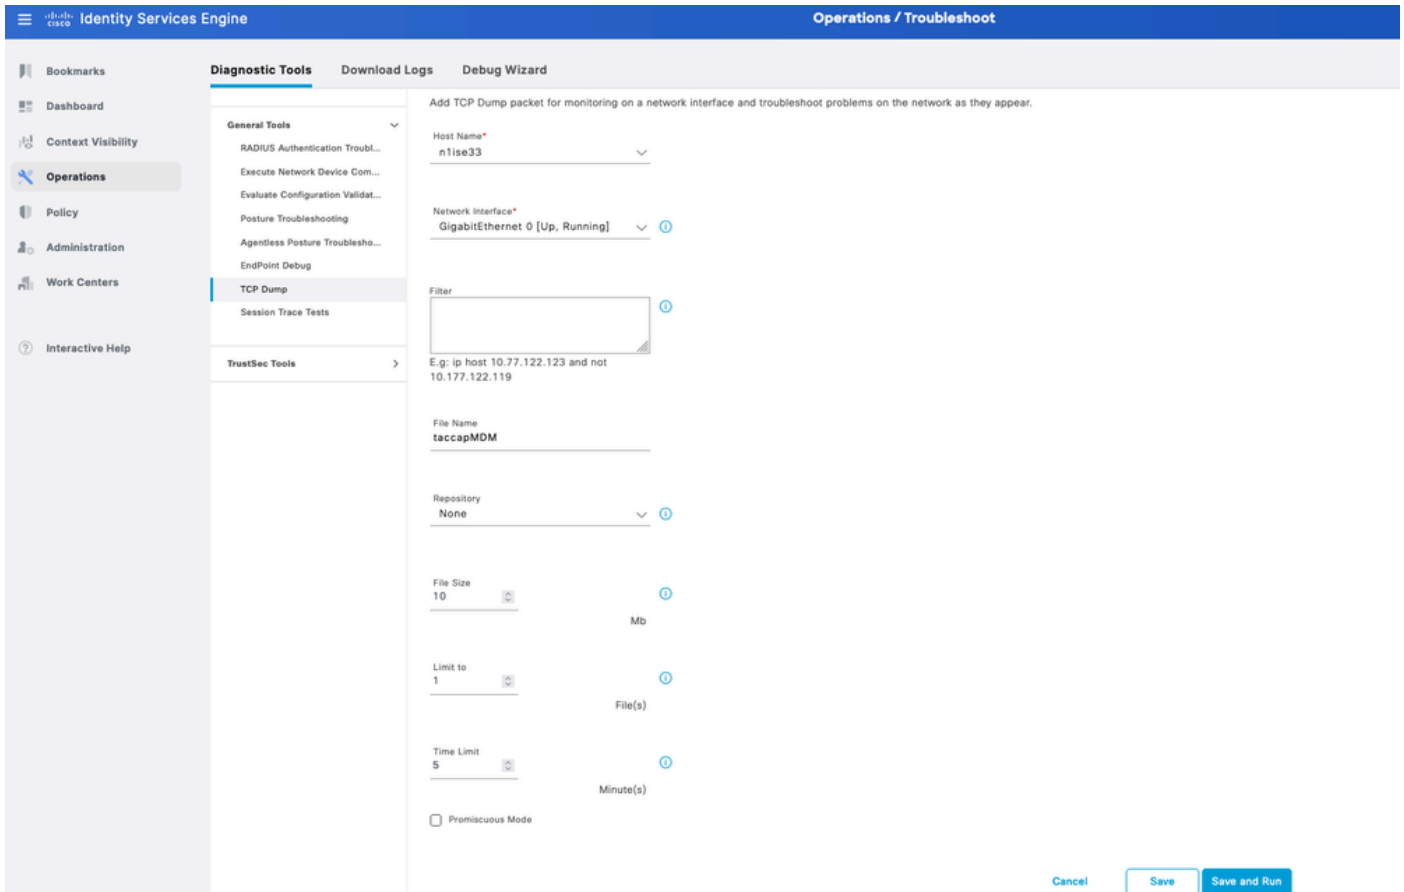 cisco Identity Services Engine
Operations / Troubleshoot
Bookmarks
Dashboard
Context Visibility
Operations
Policy
Administration
Work Centers
Interactive Help
Diagnostic Tools
Download Logs
Debug Wizard
General Tools
RADIUS Authentication Troubl...
Execute Network Device Com...
Evaluate Configuration Validat...
Posture Troubleshooting
Agentless Posture Troublesho...
EndPoint Debug
TCP Dump
Session Trace Tests
TrustSec Tools
Add TCP Dump packet for monitoring on a network interface and troubleshoot problems on the network as they appear.
Host Name*
n1ise33
Network Interface*
GigabitEthernet 0 [Up, Running]
Filter
E.g: ip host 10.77.122.123 and not
10.177.122.119
File Name
taccapMDM
Repository
None
File Size
10
Mb
Limit to
1
File(s)
Time Limit
5
Minute(s)
Promiscuous Mode
Cancel
Save
Save and Run